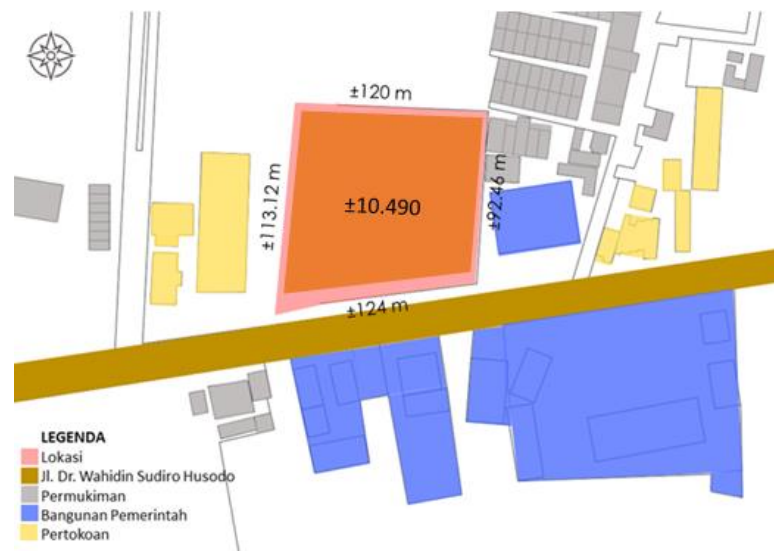 ±120 m
±113.12 m
±10.490
±92.46 m
±124 m
LEGENDA
Lokasi
Jl. Dr. Wahidin Sudiro Husodo
Permukiman
Bangunan Pemerintah
Pertokoan